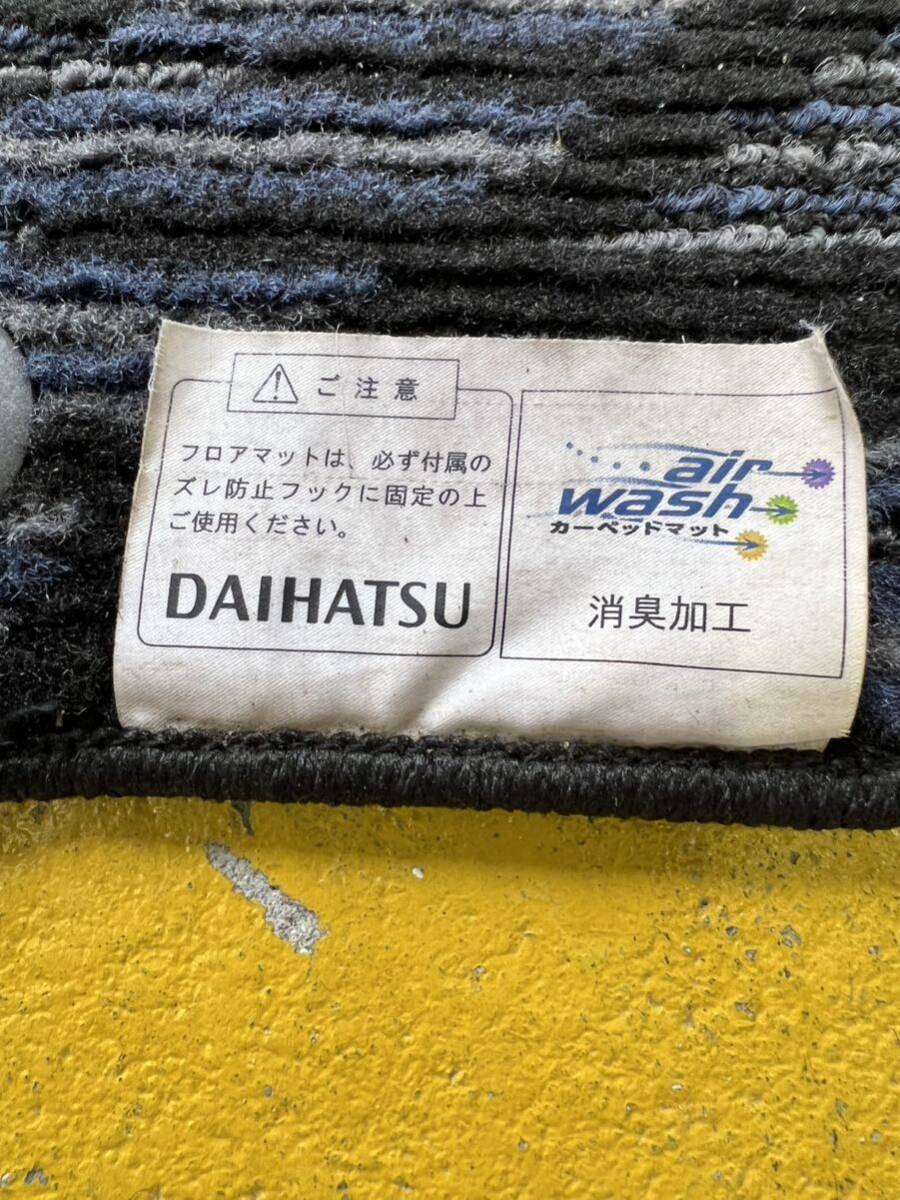 ご注意
フロアマットは、必ず付属の
ズレ防止フックに固定の上
ご使用ください。
DAIHATSU
air
wash
カーペットマット
消臭加工